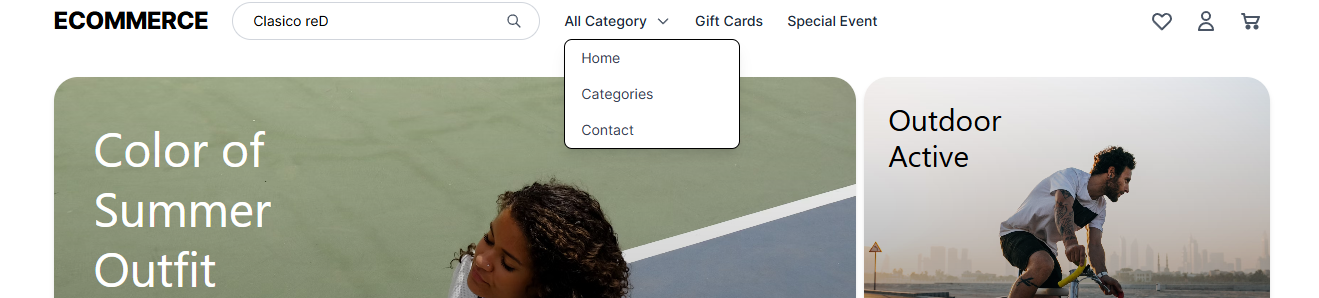 ECOMMERCE
Clasico reD
All Category
Gift Cards
Special Event
Home
Categories
Contact
Color of
Summer
Outfit
Outdoor
Active